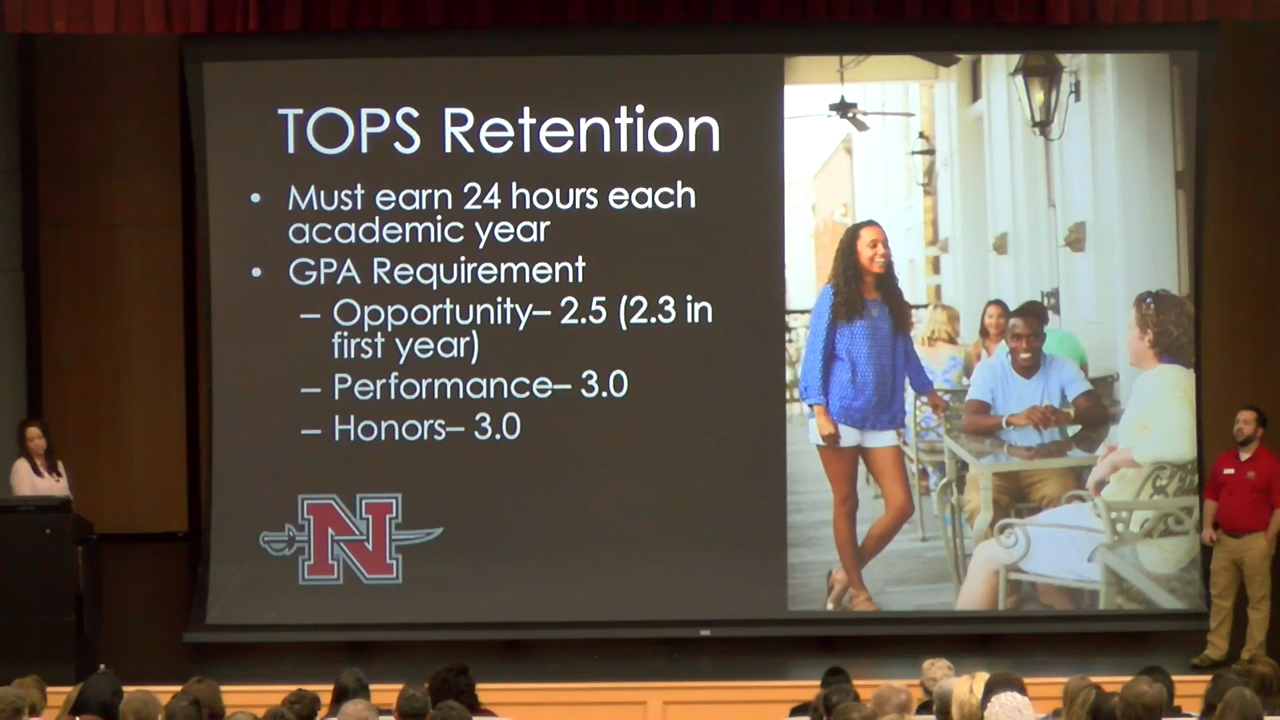 TOPS Retention
• Must earn 24 hours each
academic year
• GPA Requirement
– Opportunity– 2.5 (2.3 in
first year)
– Performance– 3.0
– Honors– 3.0
N